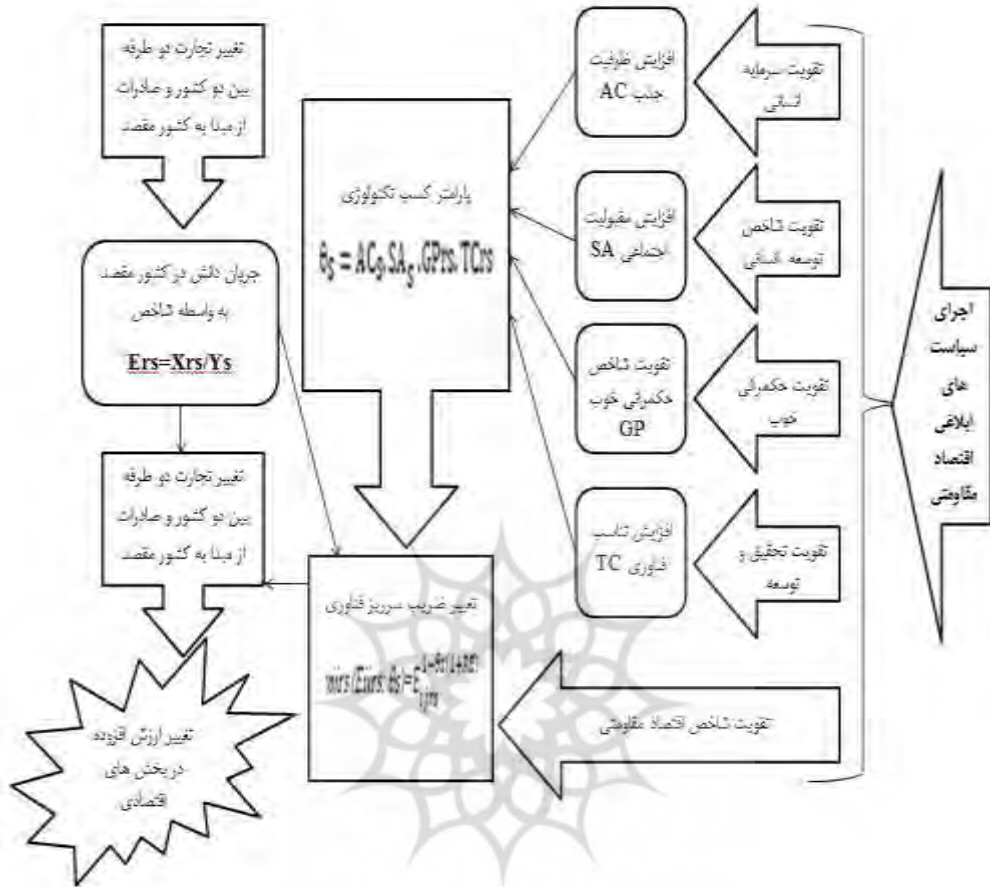 اجرای
سیاست
های
ابلاغی
اقتصاد
مقاومتی
تقویت سرمایه
انسانی
تقویت شاخص
توسعه انسانی
تقویت حکمرانی
خوب
تقویت تحقیق و
توسعه
تقویت شاخص اقتصاد مقاومتی
افزایش ظرفیت
جذب AC
افزایش مقبولیت
اجتماعی SA
تقویت شاخص
حکمرانی خوب
GP
افزایش تناسب
فناوری TC
پارامتر کسب تکنولوژی
θs = ACs.SAs.GPrs.TCrs
تغییر ضریب سرریز فناوری
تغییر تجارت دو طرفه
بین دو کشور و صادرات
از مبدا به کشور مقصد
جریان دانش در کشور مقصد
به واسطه شاخص
Ers=Xrs/Ys
تغییر تجارت دو طرفه
بین دو کشور و صادرات
از مبدا به کشور مقصد
تغییر ارزش افزوده
در بخش های
اقتصادی